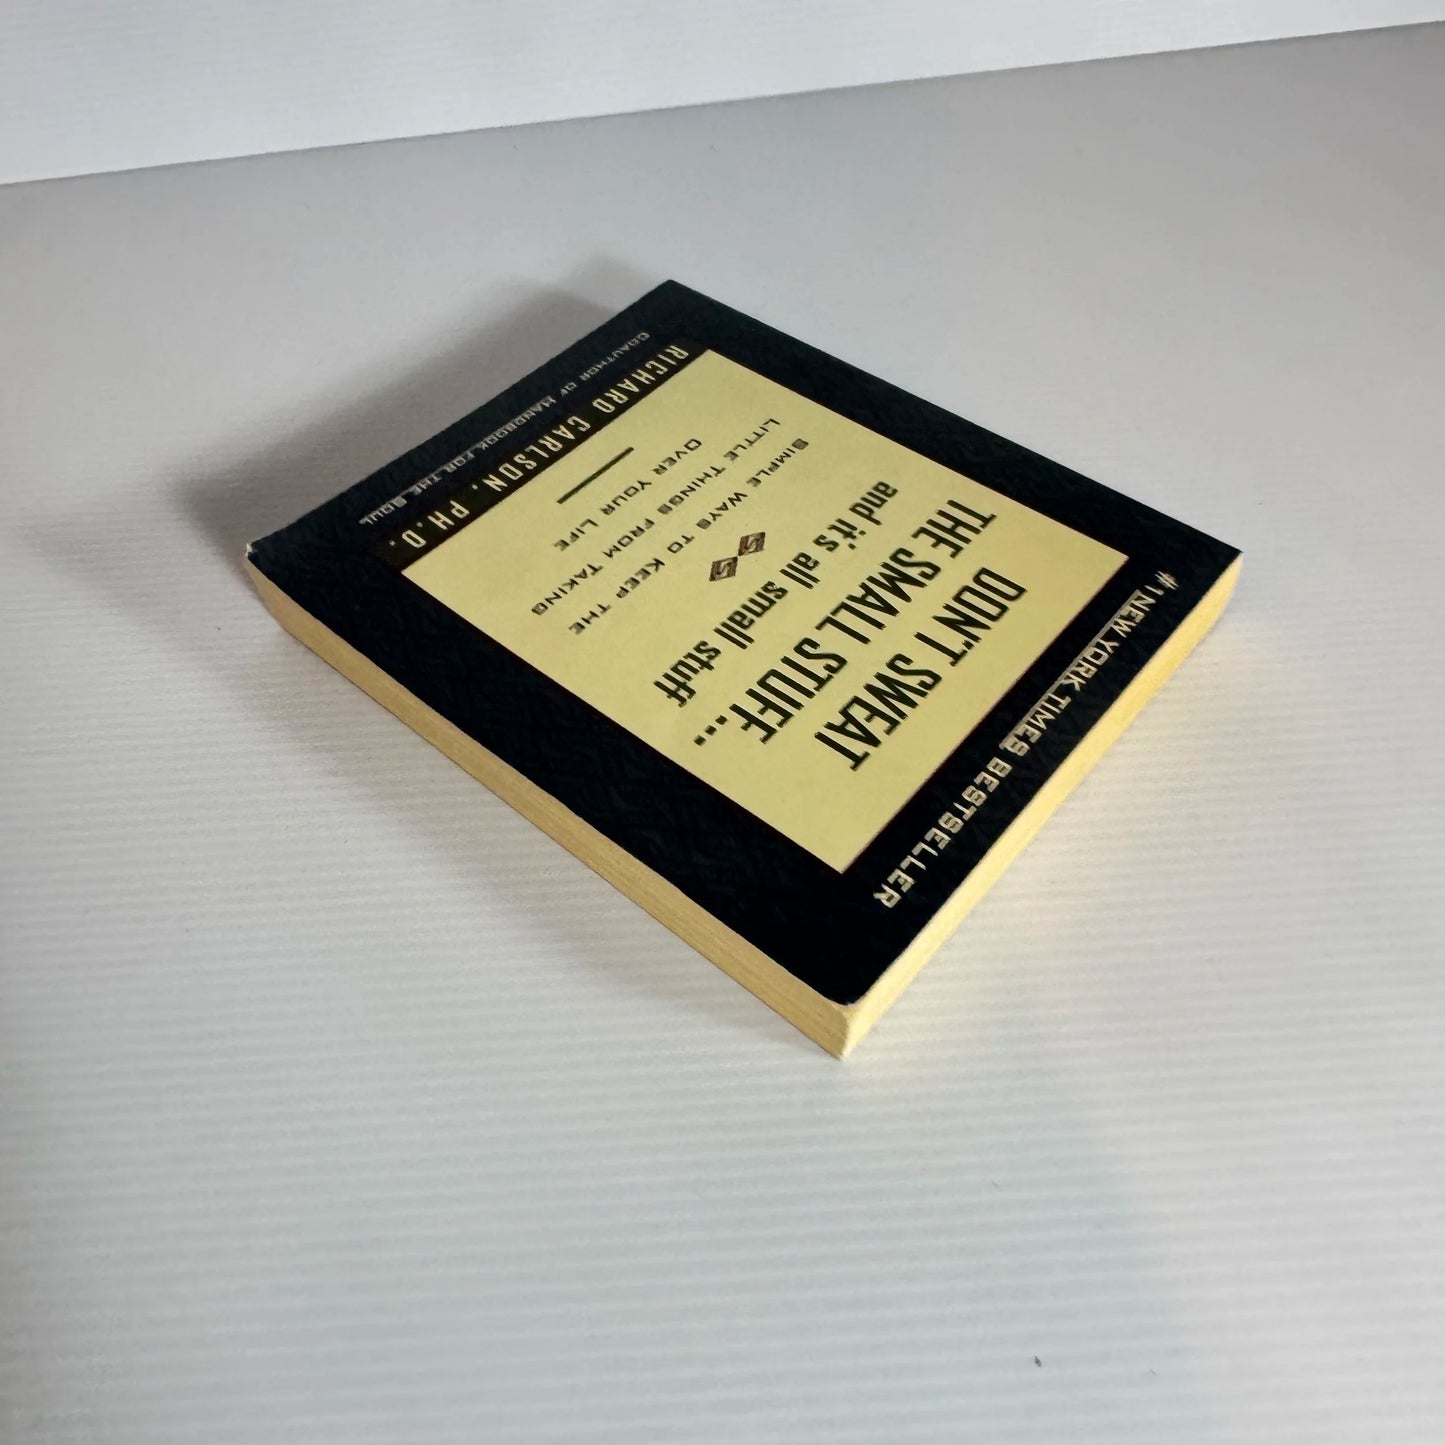 #1 NEW YORK TIMES BESTSELLER
DON'T SWEAT
THE SMALL STUFF...
and it's all small stuff
SIMPLE WAYS TO KEEP THE
LITTLE THINGS FROM TAKING
OVER YOUR LIFE
RICHARD CARLSON, PH.D.
COAUTHOR OF HANDBOOK FOR THE SOUL